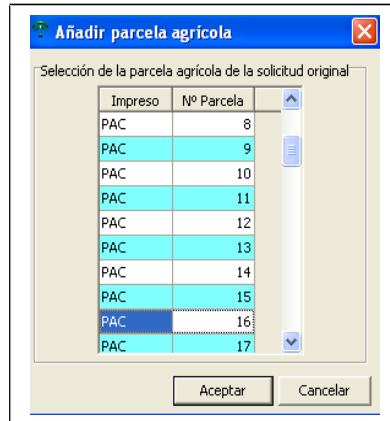 Añadir parcela agrícola
Selección de la parcela agrícola de la solicitud original
Impreso Nº Parcela
PAC 8
PAC 9
PAC 10
PAC 11
PAC 12
PAC 13
PAC 14
PAC 15
PAC 16
PAC 17
Aceptar Cancelar